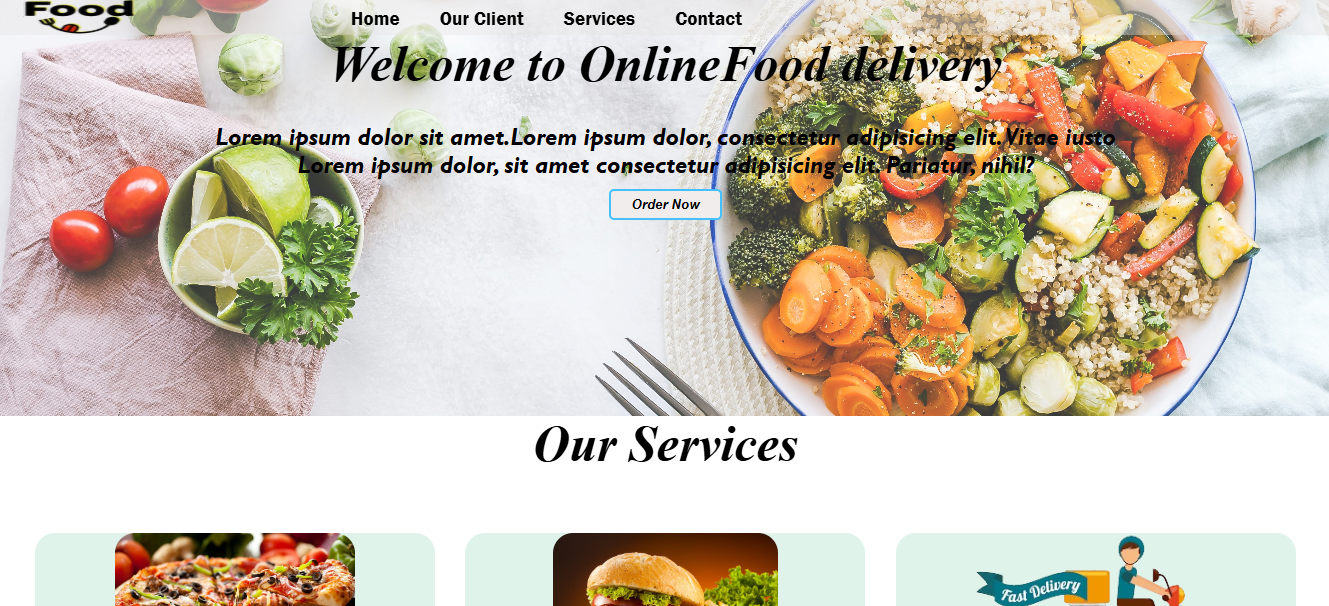 Food
Home Our Client Services Contact
Welcome to OnlineFood delivery
Lorem ipsum dolor sit amet.Lorem ipsum dolor, consectetur adipisicing elit. Vitae iusto
Lorem ipsum dolor, sit amet consectetur adipisicing elit. Pariatur, nihil?
Order Now
Our Services
Fast Delivery